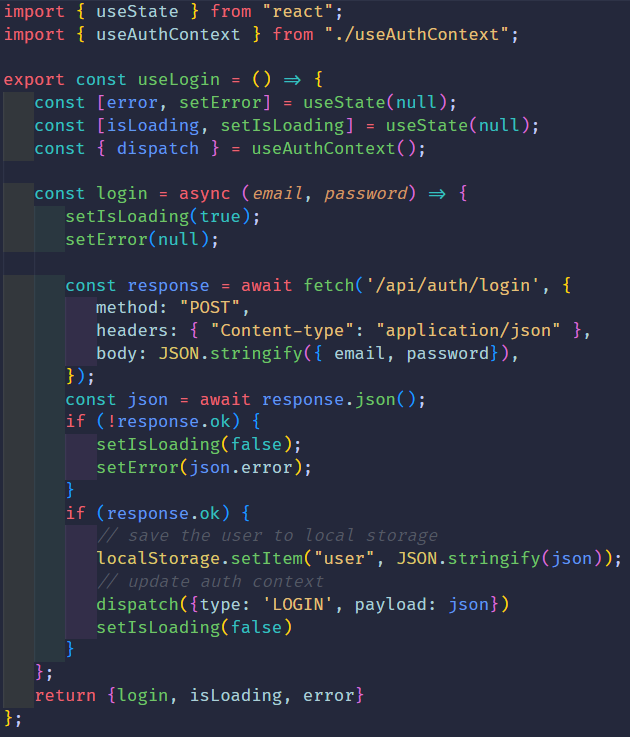 import { useState } from "react";
import { useAuthContext } from "./useAuthContext";
export const useLogin = () => {
const [error, setError] = useState(null);
const [isLoading, setIsLoading] = useState(null);
const { dispatch } = useAuthContext();
const login = async (email, password) => {
setIsLoading(true);
setError(null);
const response = await fetch('/api/auth/login', {
method: "POST",
headers: { "Content-type": "application/json" },
body: JSON.stringify({ email, password}),
});
const json = await response.json();
if (!response.ok) {
setIsLoading(false);
setError(json.error);
}
if (response.ok) {
// save the user to local storage
localStorage.setItem("user", JSON.stringify(json));
// update auth context
dispatch({type: 'LOGIN', payload: json})
setIsLoading(false)
}
};
return {login, isLoading, error}
};